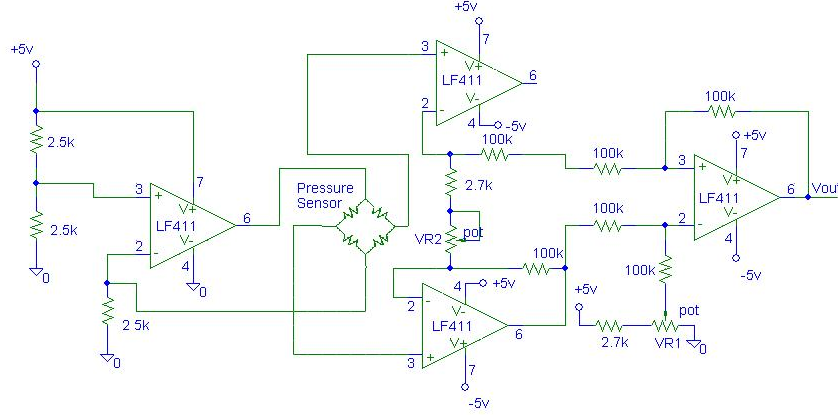 +5v
2.5k
2.5k
0
3
+
7
V+
LF411
6
V-
2
-
4
0
2 5k
0
Pressure
Sensor
+5v
7
3
+
V+
LF411
6
V-
2
-
4
-5v
100k
2.7k
VR2
pot
100k
4
+5v
2
-
V-
LF411
V+
6
3
+
7
-5v
100k
100k
+5v
7
3
+
V+
LF411
6
Vou
V-
100k
2
-
4
-5v
100k
+5v
pot
2.7k
VR1
0